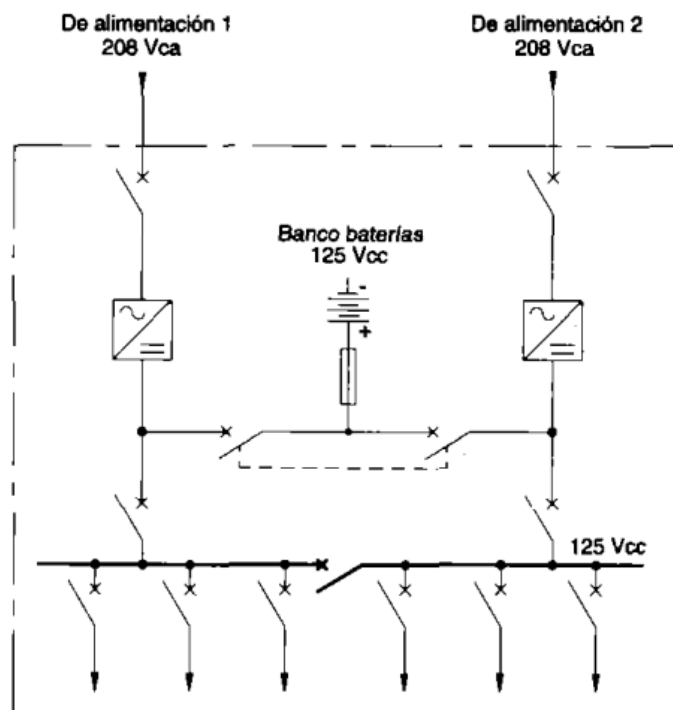 De alimentación 1
208 Vca
De alimentación 2
208 Vca
Banco baterías
125 Vcc
-
+
125 Vcc